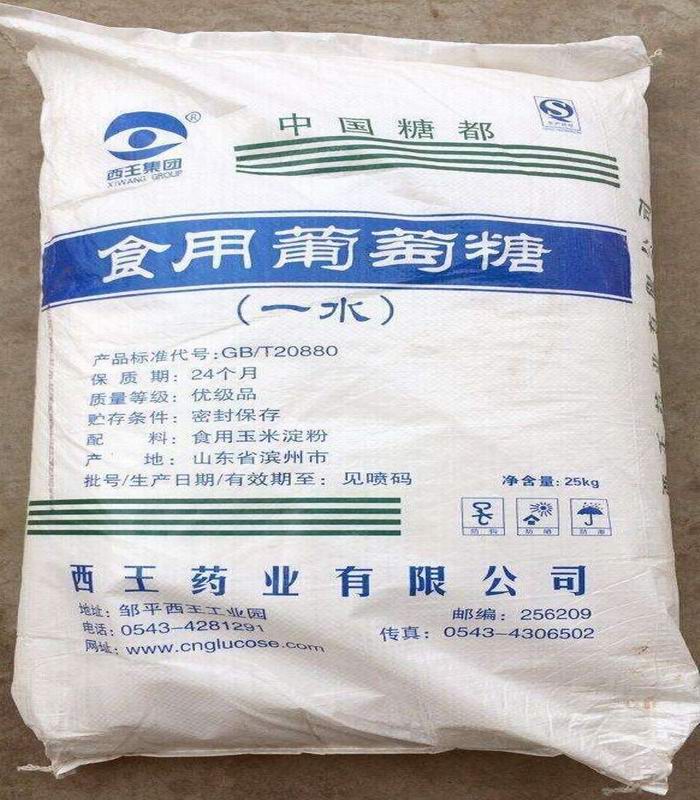 西王集团
XIWANG GROUP
®
中国糖都
食用葡萄糖
（一水）
产品标准代号：GB/T20880
保质期：24个月
质量等级：优级品
贮存条件：密封保存
配料：食用玉米淀粉
产地：山东省滨州市
批号/生产日期/有效期至：见喷码
净含量：25kg
西王药业有限公司
地址：邹平西王工业园
邮编：256209
电话：0543-4281291
传真：0543-4306502
网址：www.cnglucose.com